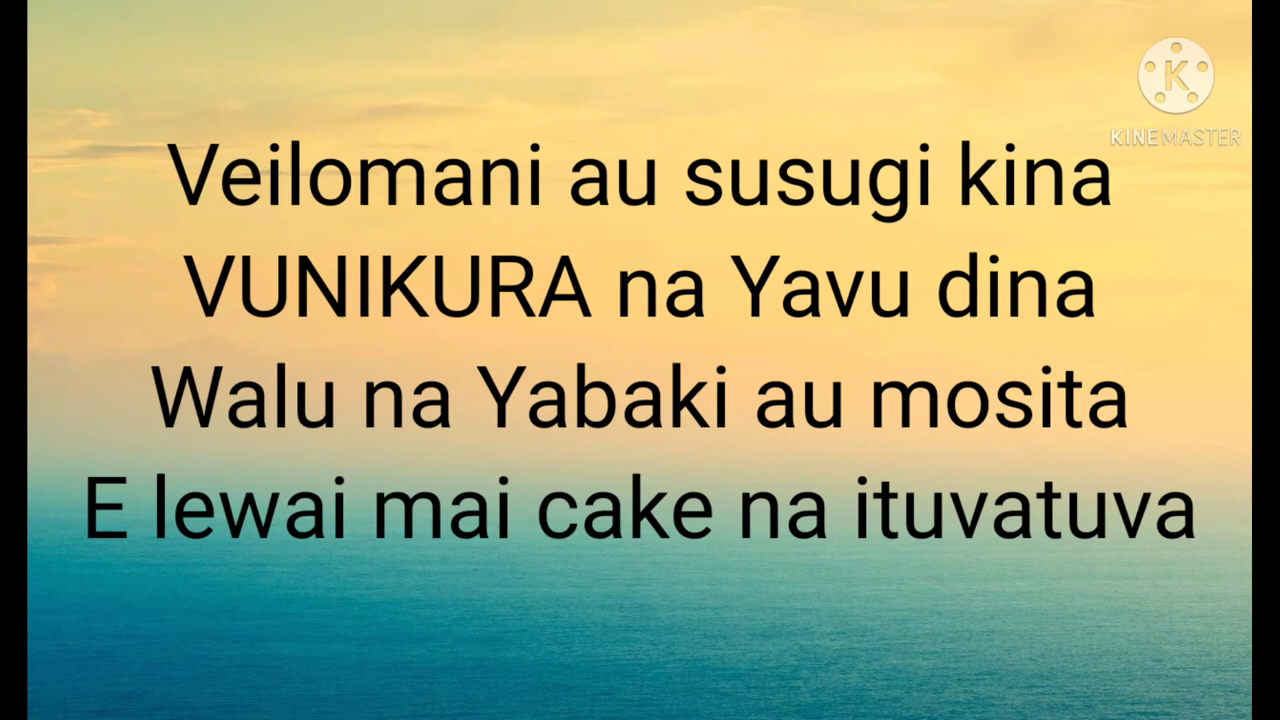 Veilomani au susugi kina
VUNIKURA na Yavu dina
Walu na Yabaki au mosita
E lewai mai cake na ituvatuva
K
KINEMASTER